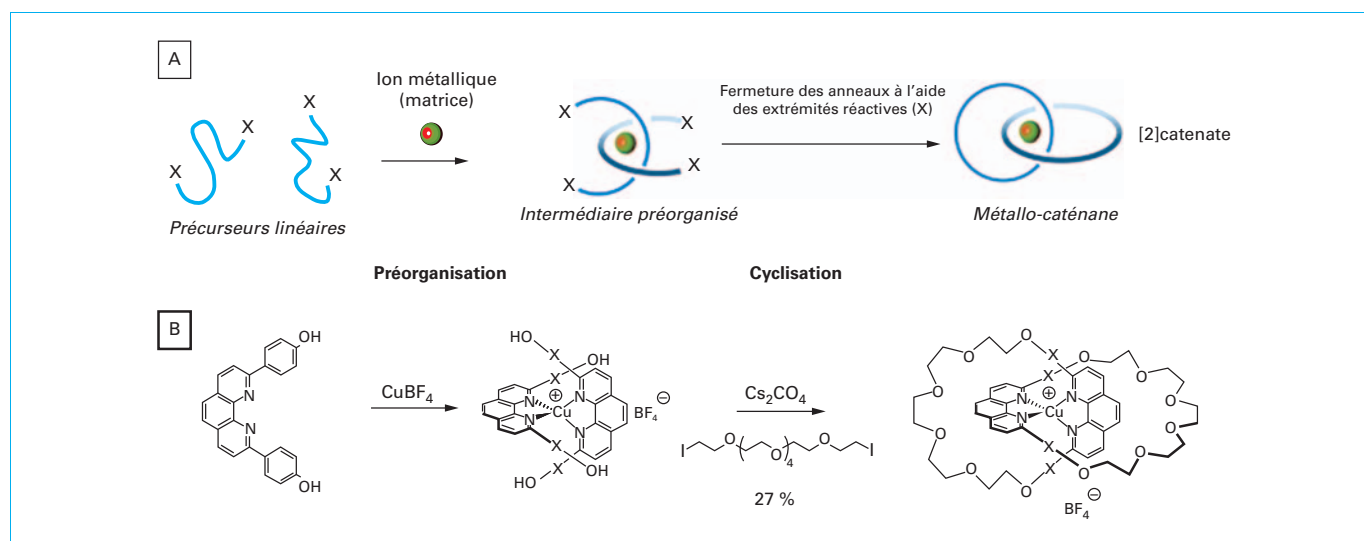 A
X
X
X
X
Précurseurs linéaires
Ion métallique
(matrice)
X
X
X
X
Intermédiaire préorganisé
Fermeture des anneaux à l'aide
des extrémités réactives (X)
[2]catenate
Métallo-caténane
Préorganisation
Cyclisation
B
OH
N
N
OH
CuBF4
HO
X
OH
X
N
N
⊕
Cu
N
N
BF4⊖
X
OH
X
HO
Cs2CO4
I
O
(
O
)4
O
I
27 %
O
O
O
O
O
O
O
X
X
O
O
O
O
O
O
O
N
N
⊕
Cu
N
N
X
X
BF4⊖